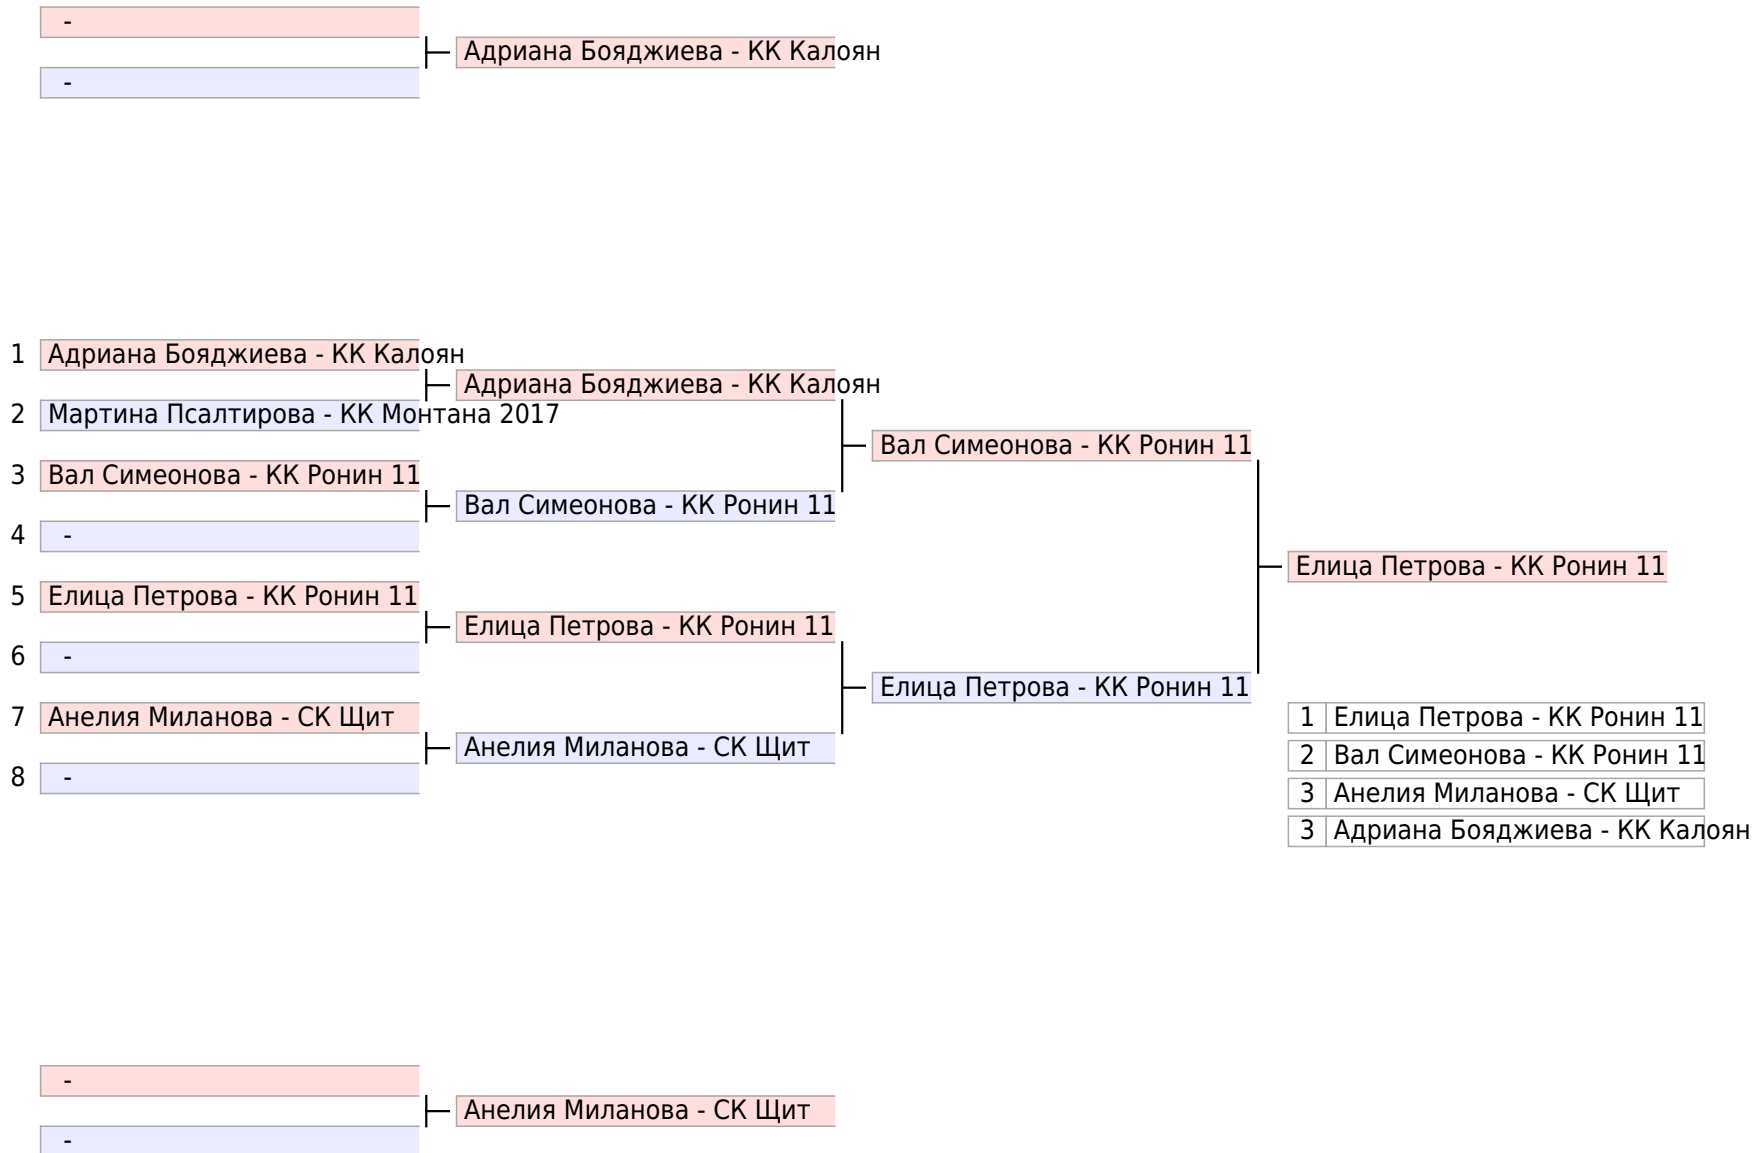 -
Адриана Бояджиева - КК Калоян
-
1 Адриана Бояджиева - КК Калоян
Адриана Бояджиева - КК Калоян
2 Мартина Псалтирова - КК Монтана 2017
Вал Симеонова - КК Ронин 11
3 Вал Симеонова - КК Ронин 11
Вал Симеонова - КК Ронин 11
4 -
Елица Петрова - КК Ронин 11
5 Елица Петрова - КК Ронин 11
Елица Петрова - КК Ронин 11
6 -
Елица Петрова - КК Ронин 11
7 Анелия Миланова - СК Щит
Анелия Миланова - СК Щит
8 -
1 Елица Петрова - КК Ронин 11
2 Вал Симеонова - КК Ронин 11
3 Анелия Миланова - СК Щит
3 Адриана Бояджиева - КК Калоян
-
Анелия Миланова - СК Щит
-